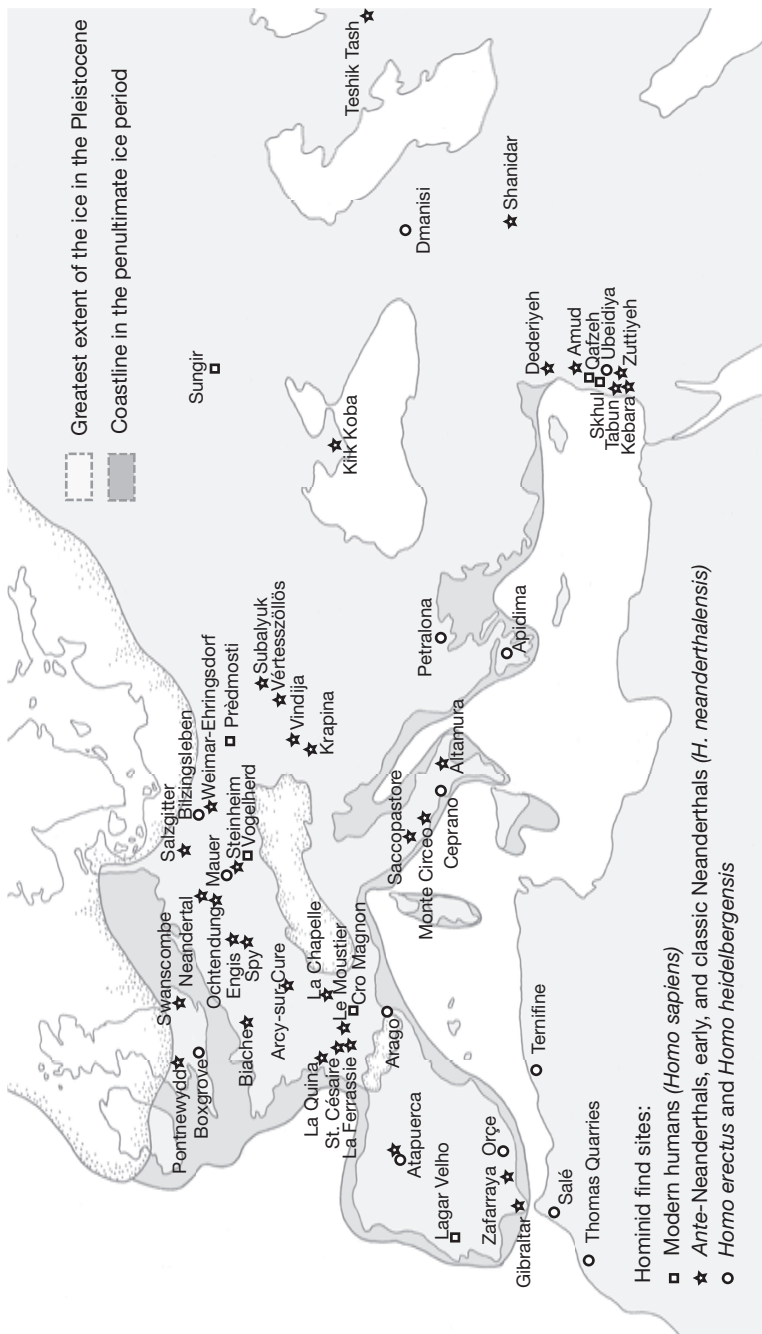 Greatest extent of the ice in the Pleistocene
Coastline in the penultimate ice period
Teshik Tash
Sungir
Dmanisi
Shanidar
Kiik Koba
Dederiyeh
Amud
Qafzeh
Ubeidiya
Zuttiyeh
Skhul
Tabun
Kebara
Subalyuk
Vértesszöllös
Vindija
Krapina
Petralona
Apidima
Salzgitter
Bilzingsleben
Weimar-Ehringsdorf
Prědmosti
Mauer
Steinheim
Vogelherd
Saccopastore
Monte Circeo
Ceprano
Altamura
Swanscombe
Neandertal
Ochtendung
Engis
Spy
Pontnewydd
Boxgrove
Biache
Arcy-sur-Cure
La Chapelle
Le Moustier
Cro Magnon
La Quina
St. Césaire
La Ferrassie
Arago
Atapuerca
Lagar Velho
Zafarraya
Orçe
Gibraltar
Ternifine
Salé
Thomas Quarries
Hominid find sites:
Modern humans (Homo sapiens)
Ante-Neanderthals, early, and classic Neanderthals (H. neanderthalensis)
Homo erectus and Homo heidelbergensis